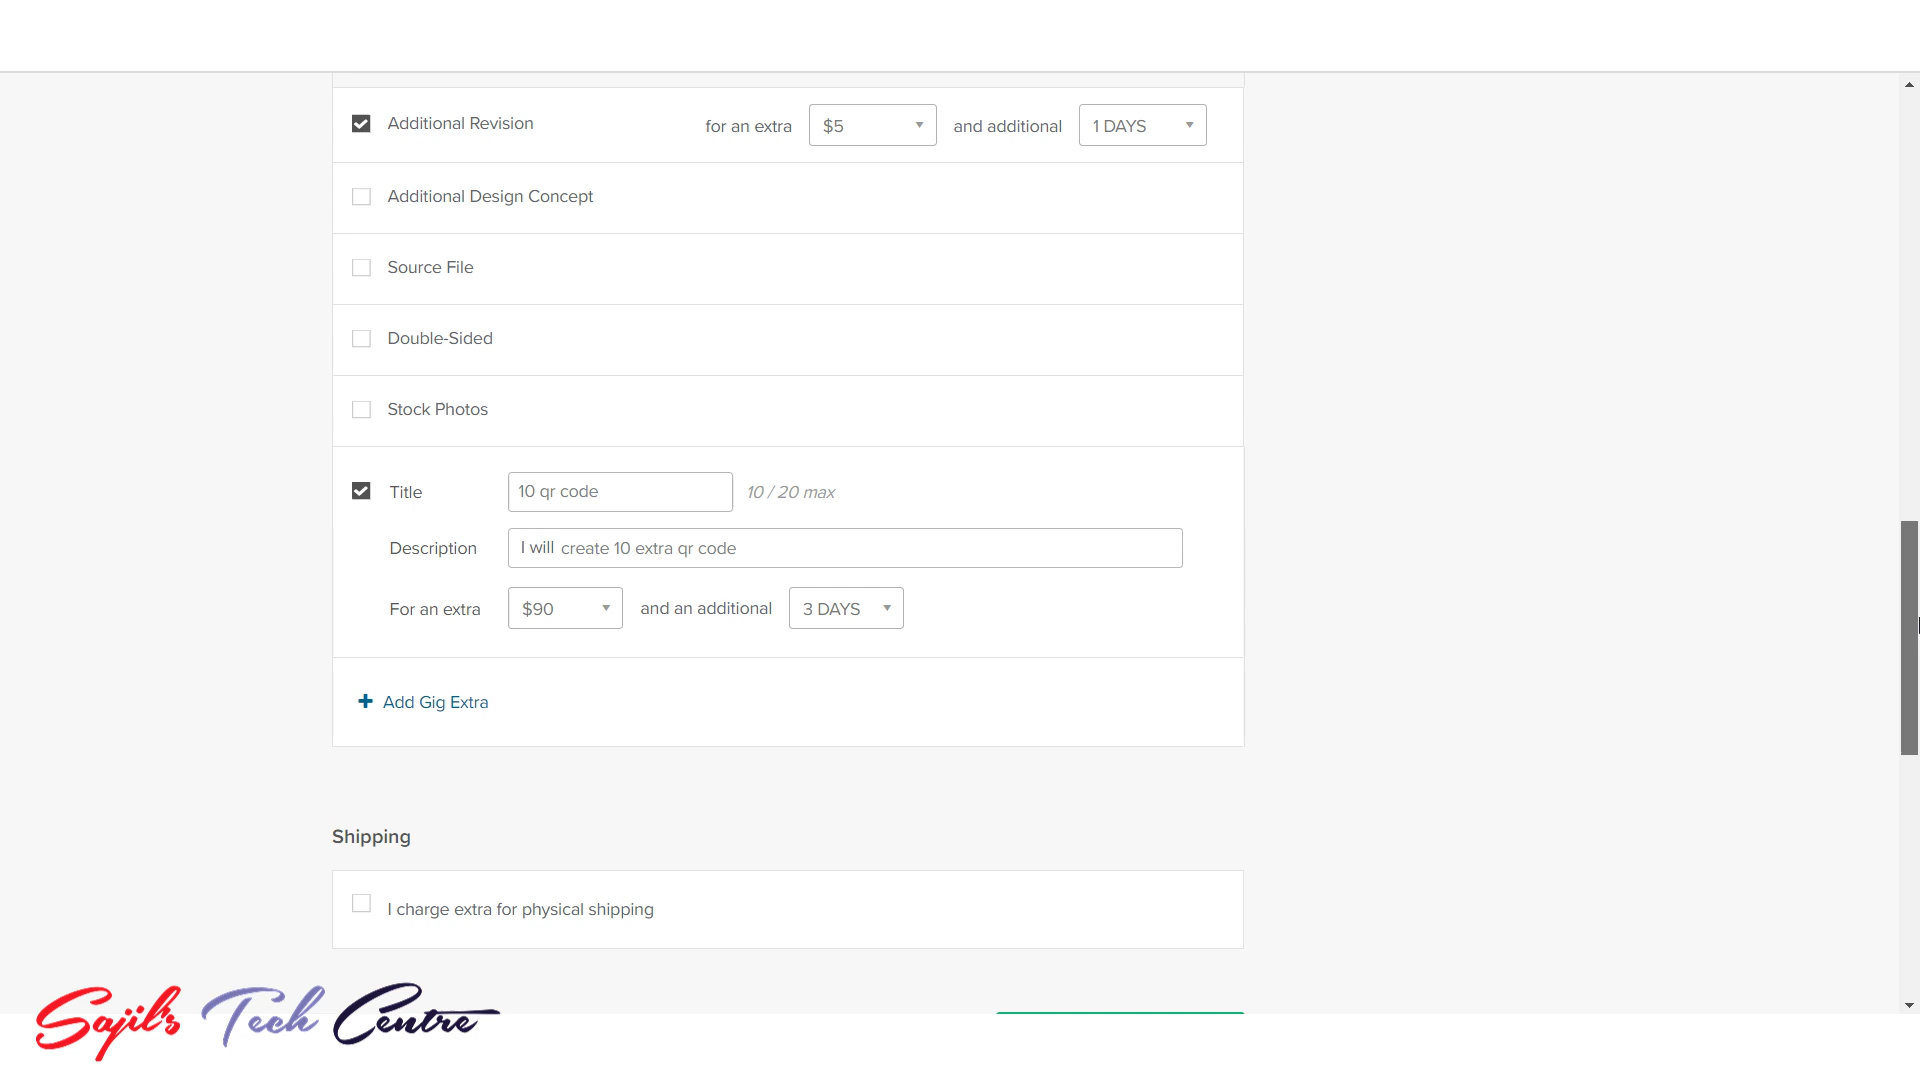 Additional Revision for an extra $5 and additional 1 DAYS
Additional Design Concept
Source File
Double-Sided
Stock Photos
Title 10 qr code 10 / 20 max
Description I will create 10 extra qr code
For an extra $90 and an additional 3 DAYS
+ Add Gig Extra
Shipping
I charge extra for physical shipping
Sajil's Tech Centre